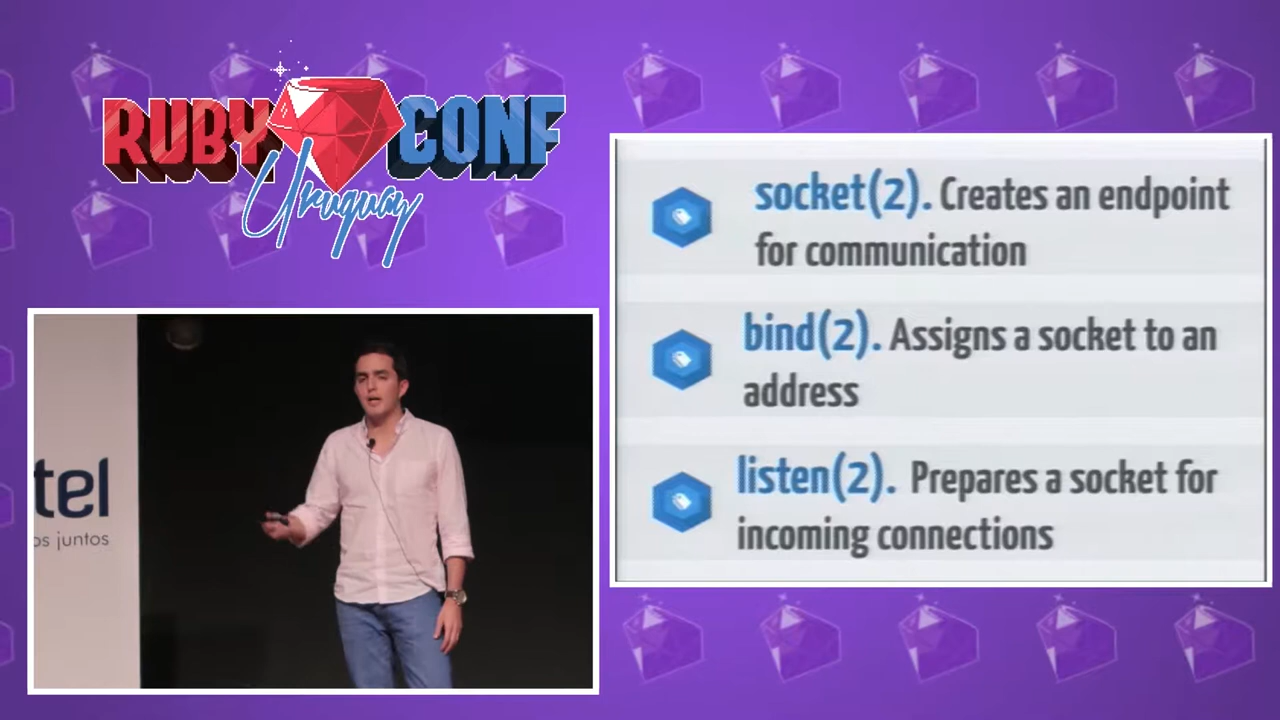 RUBY CONF
Uruguay
socket(2). Creates an endpoint
for communication
bind(2). Assigns a socket to an
address
listen(2). Prepares a socket for
incoming connections
tel
os juntos